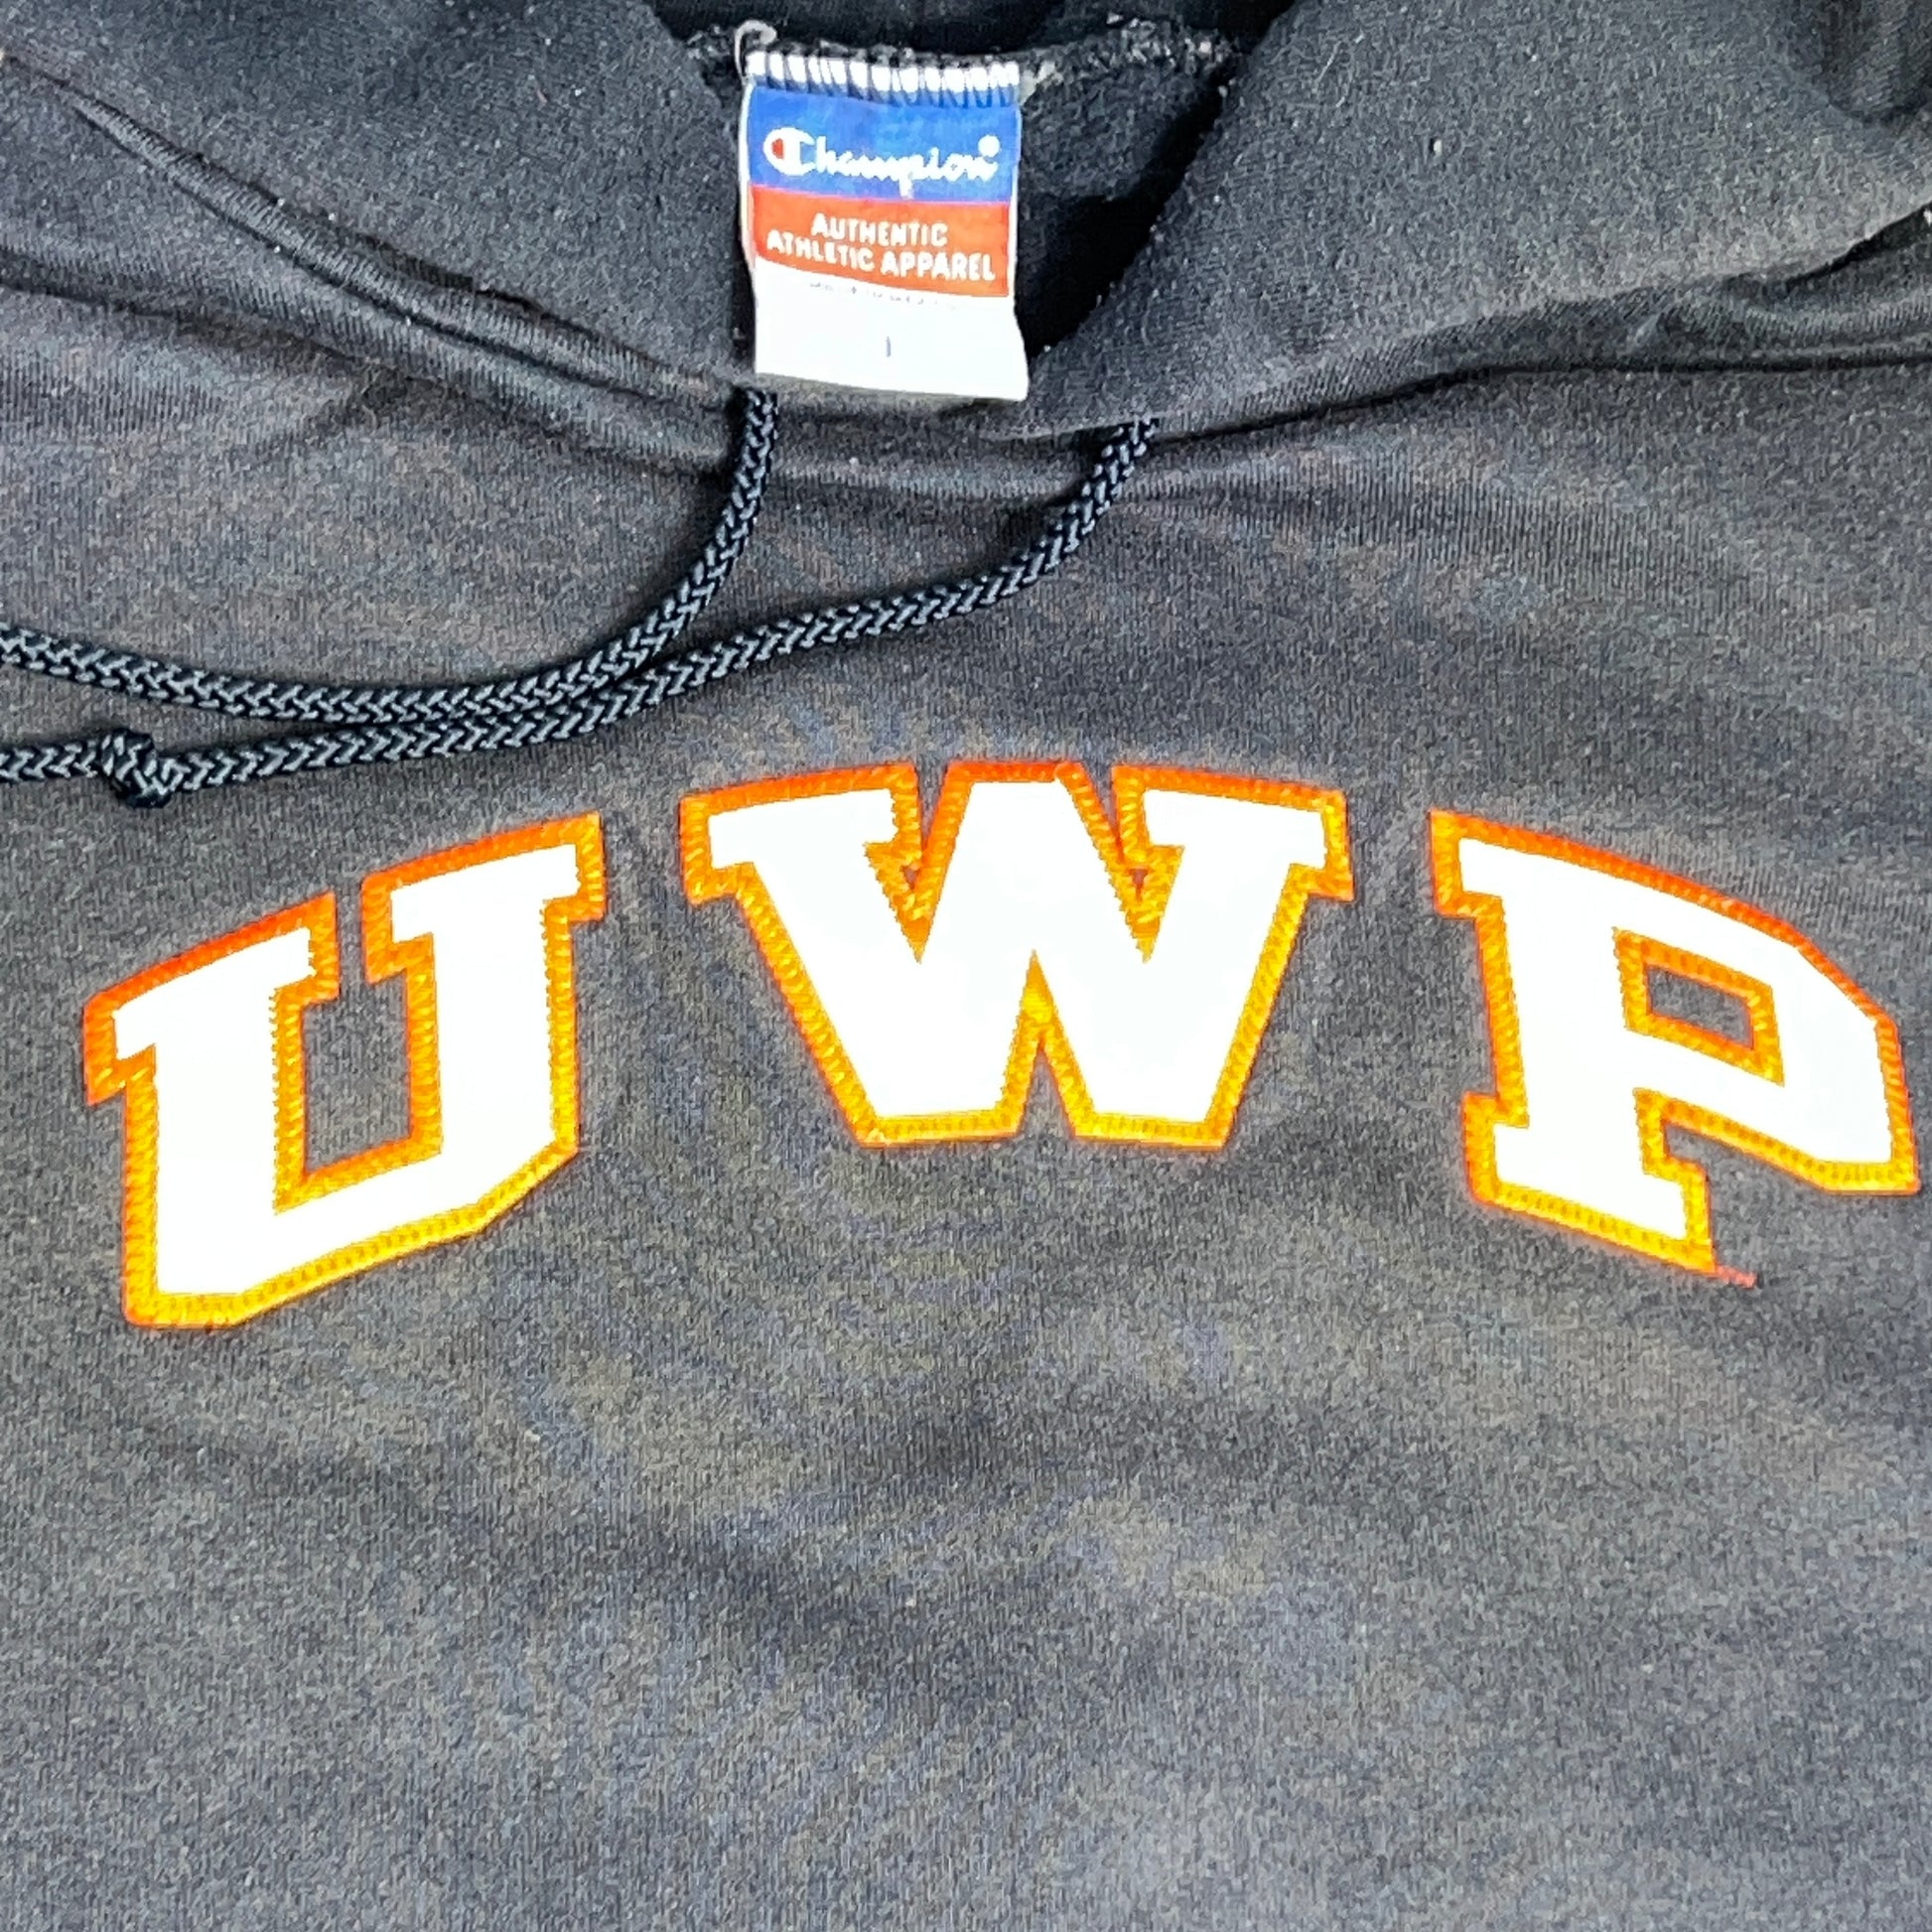 Champion
AUTHENTIC
ATHLETIC APPAREL
UWP